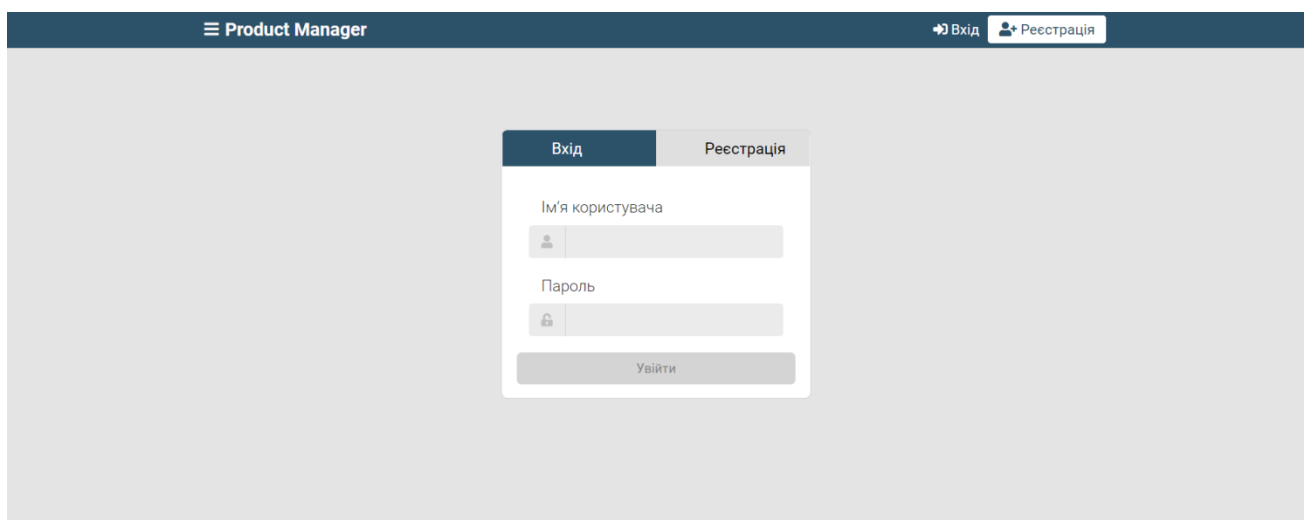 Product Manager
Вхід Реєстрація
Вхід Реєстрація
Ім'я користувача
Пароль
Увійти